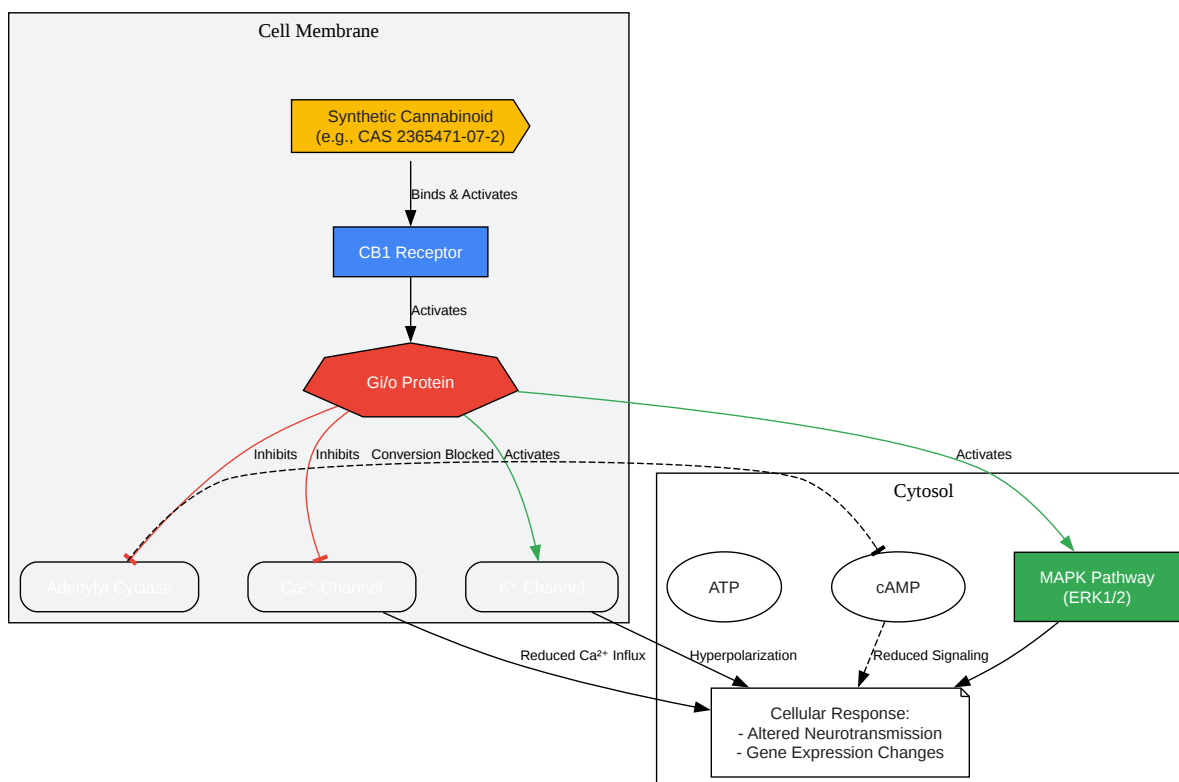 Cell Membrane
Synthetic Cannabinoid
(e.g., CAS 2365471-07-2)
Binds & Activates
CB1 Receptor
Activates
Gi/o Protein
Inhibits
Inhibits
Conversion Blocked
Activates
Activates
Cytosol
Adenylyl Cyclase
Ca²⁺ Channel
K⁺ Channel
ATP
cAMP
MAPK Pathway
(ERK1/2)
Reduced Ca²⁺ Influx
Hyperpolarization
Reduced Signaling
Cellular Response:
- Altered Neurotransmission
- Gene Expression Changes